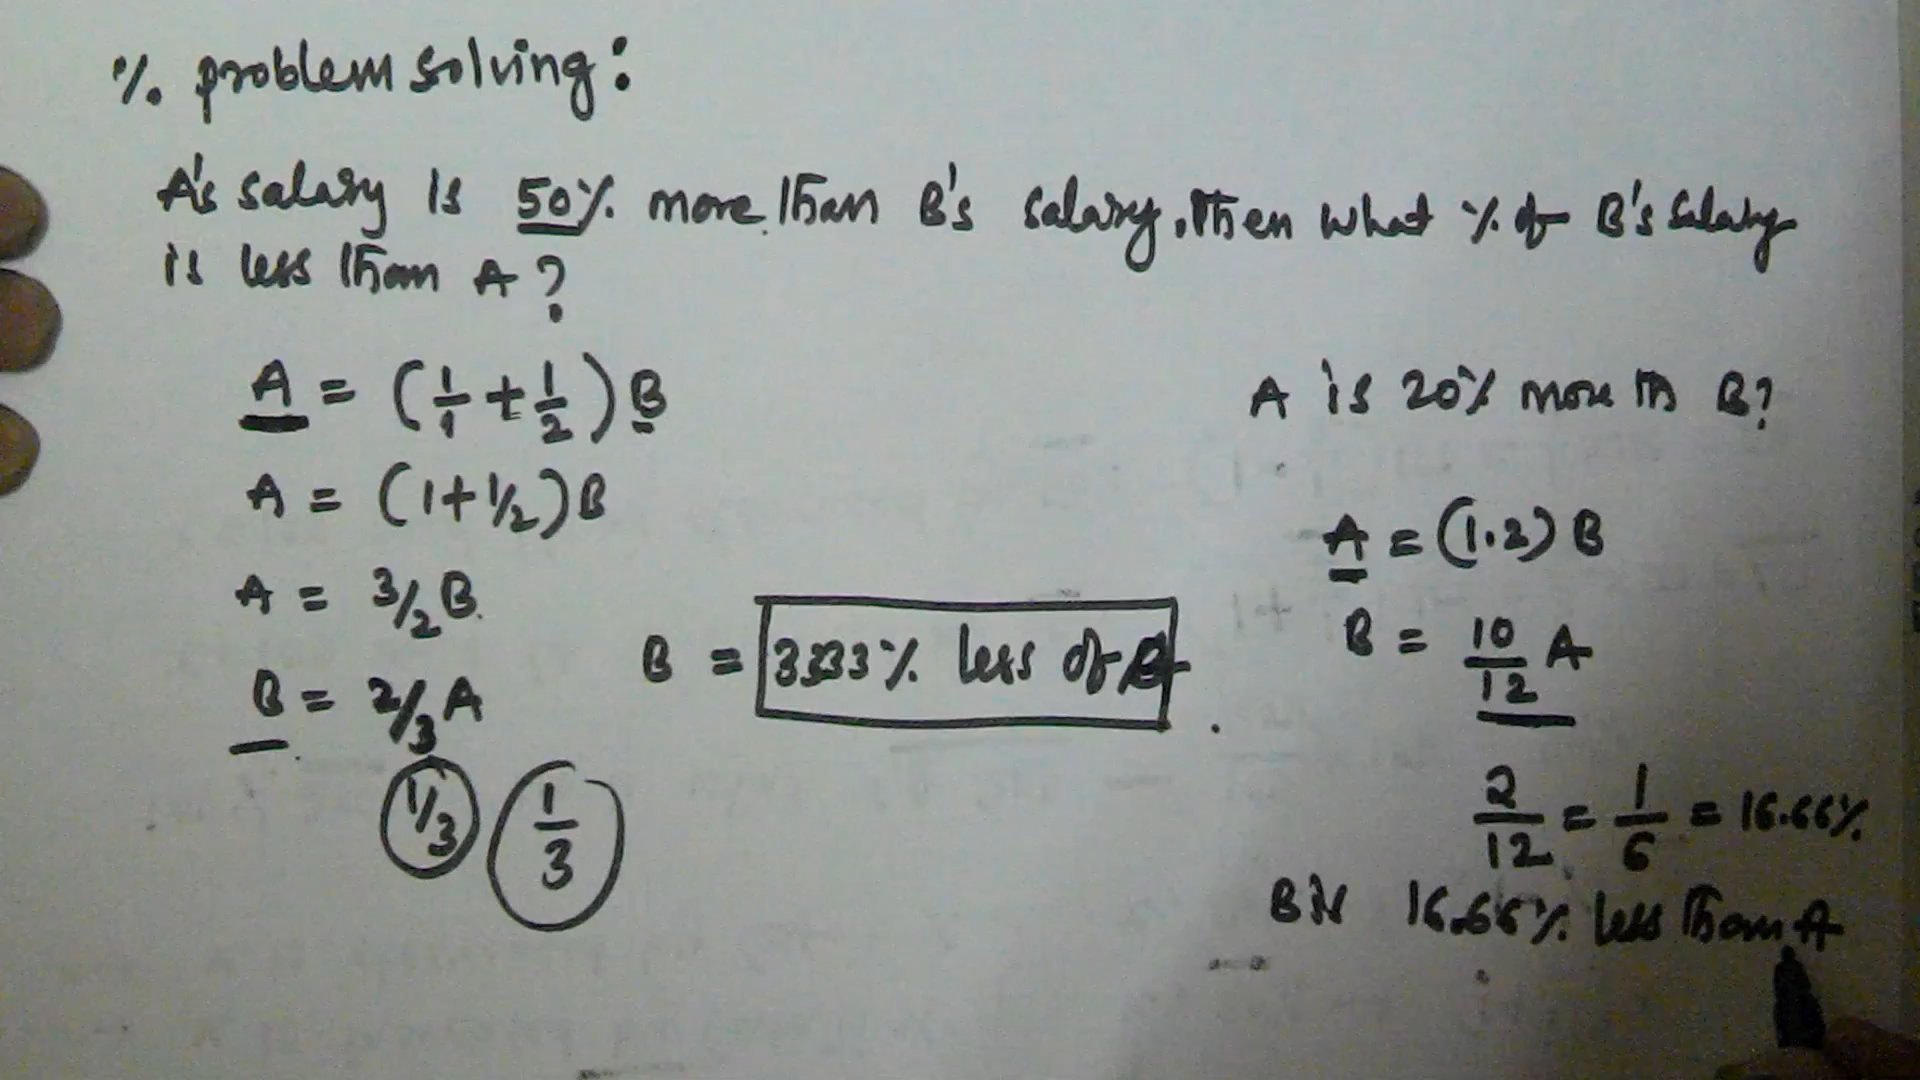 % problem solving:
A's salary is 50% more than B's salary, then what % of B's salary
is less than A?
A = (1/1 + 1/2) B
A = (1+1/2) B
A = 3/2 B.
B = 2/3 A
1/3 1/3
B = 33.33% less of A.
A is 20% more th B?
A = (1.2) B
B = 10/12 A
2/12 = 1/6 = 16.66%
B is 16.66% less than A